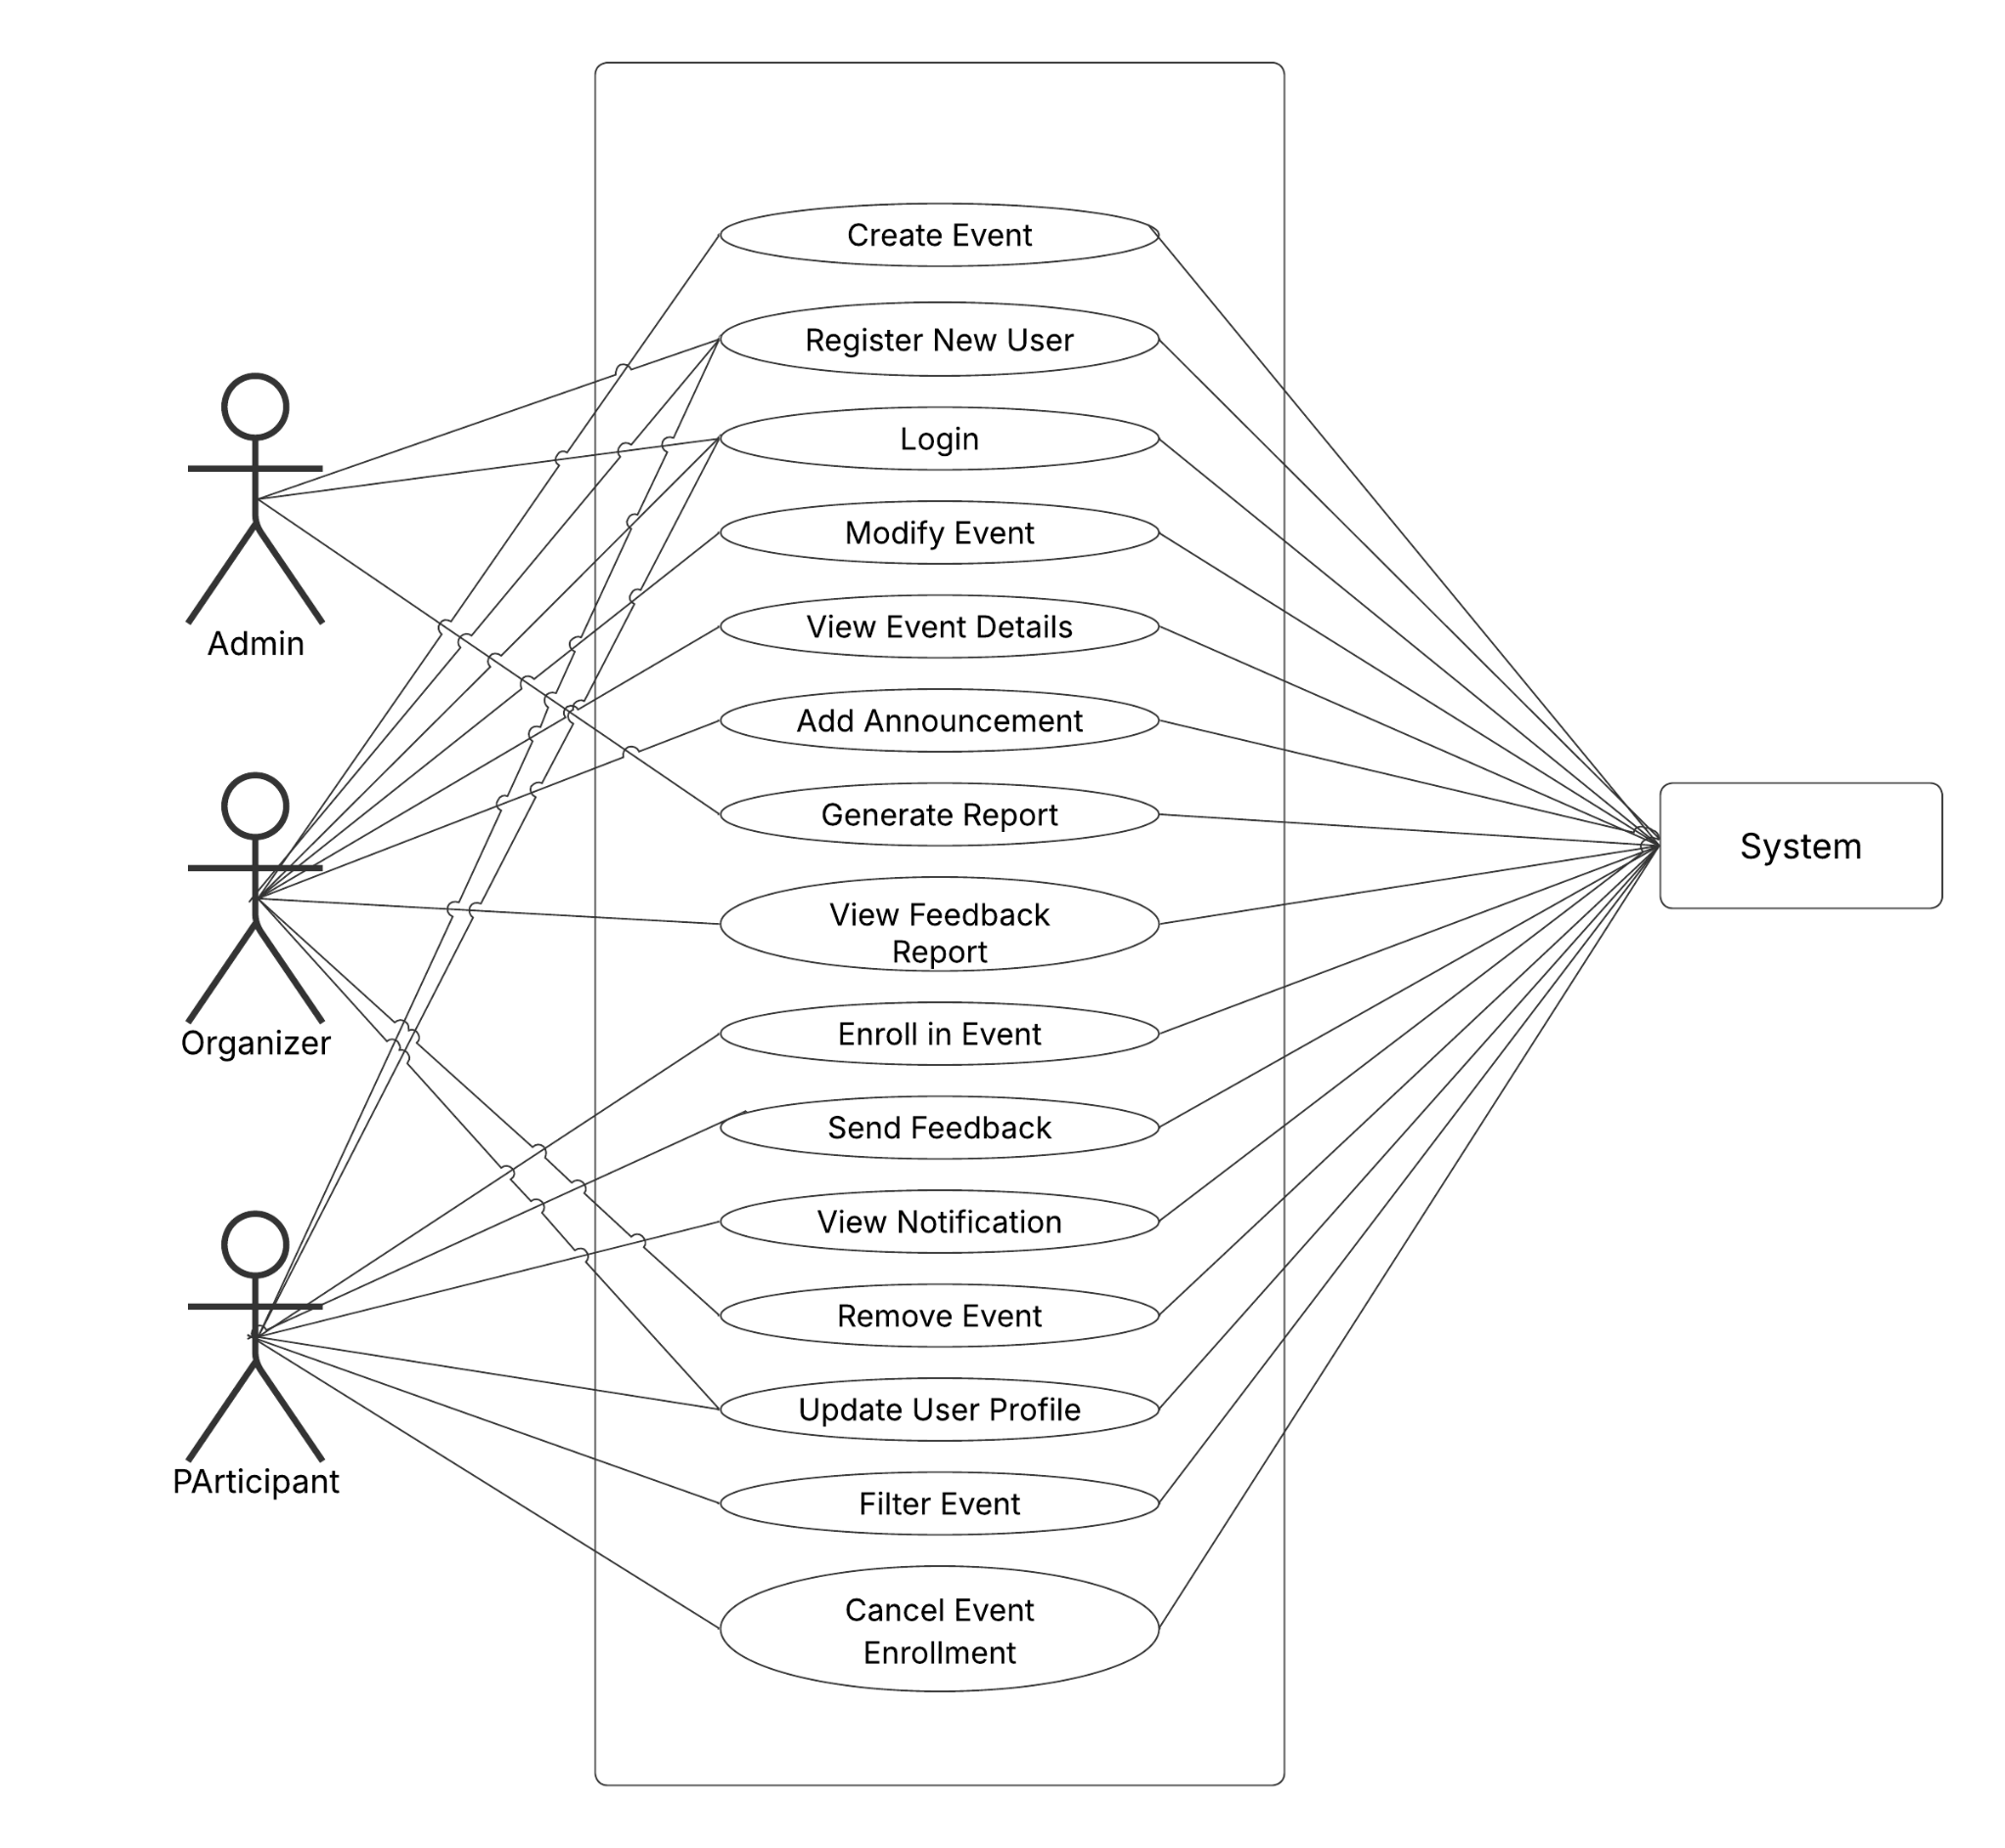 Create Event
Register New User
Login
Modify Event
View Event Details
Add Announcement
Generate Report
View Feedback
Report
Enroll in Event
Send Feedback
View Notification
Remove Event
Update User Profile
Filter Event
Cancel Event
Enrollment
Admin
Organizer
PArticipant
System